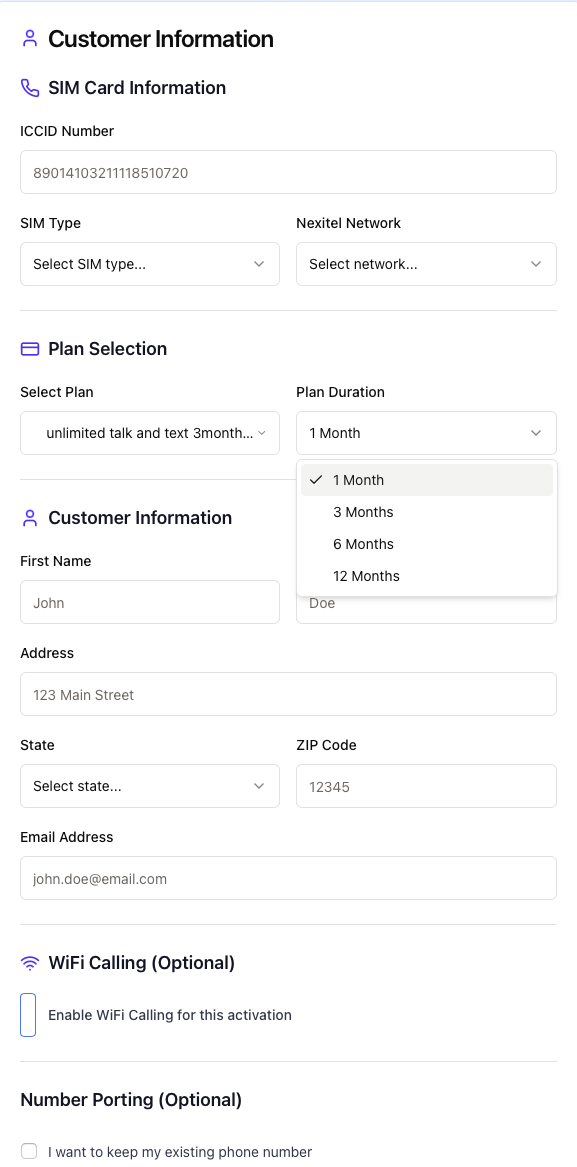 Customer Information
SIM Card Information
ICCID Number
89014103211118510720
SIM Type
Nexitel Network
Select SIM type...
Select network...
Plan Selection
Select Plan
Plan Duration
unlimited talk and text 3month...
1 Month
1 Month
3 Months
6 Months
12 Months
Customer Information
First Name
John
Doe
Address
123 Main Street
State
ZIP Code
Select state...
12345
Email Address
john.doe@email.com
WiFi Calling (Optional)
Enable WiFi Calling for this activation
Number Porting (Optional)
I want to keep my existing phone number